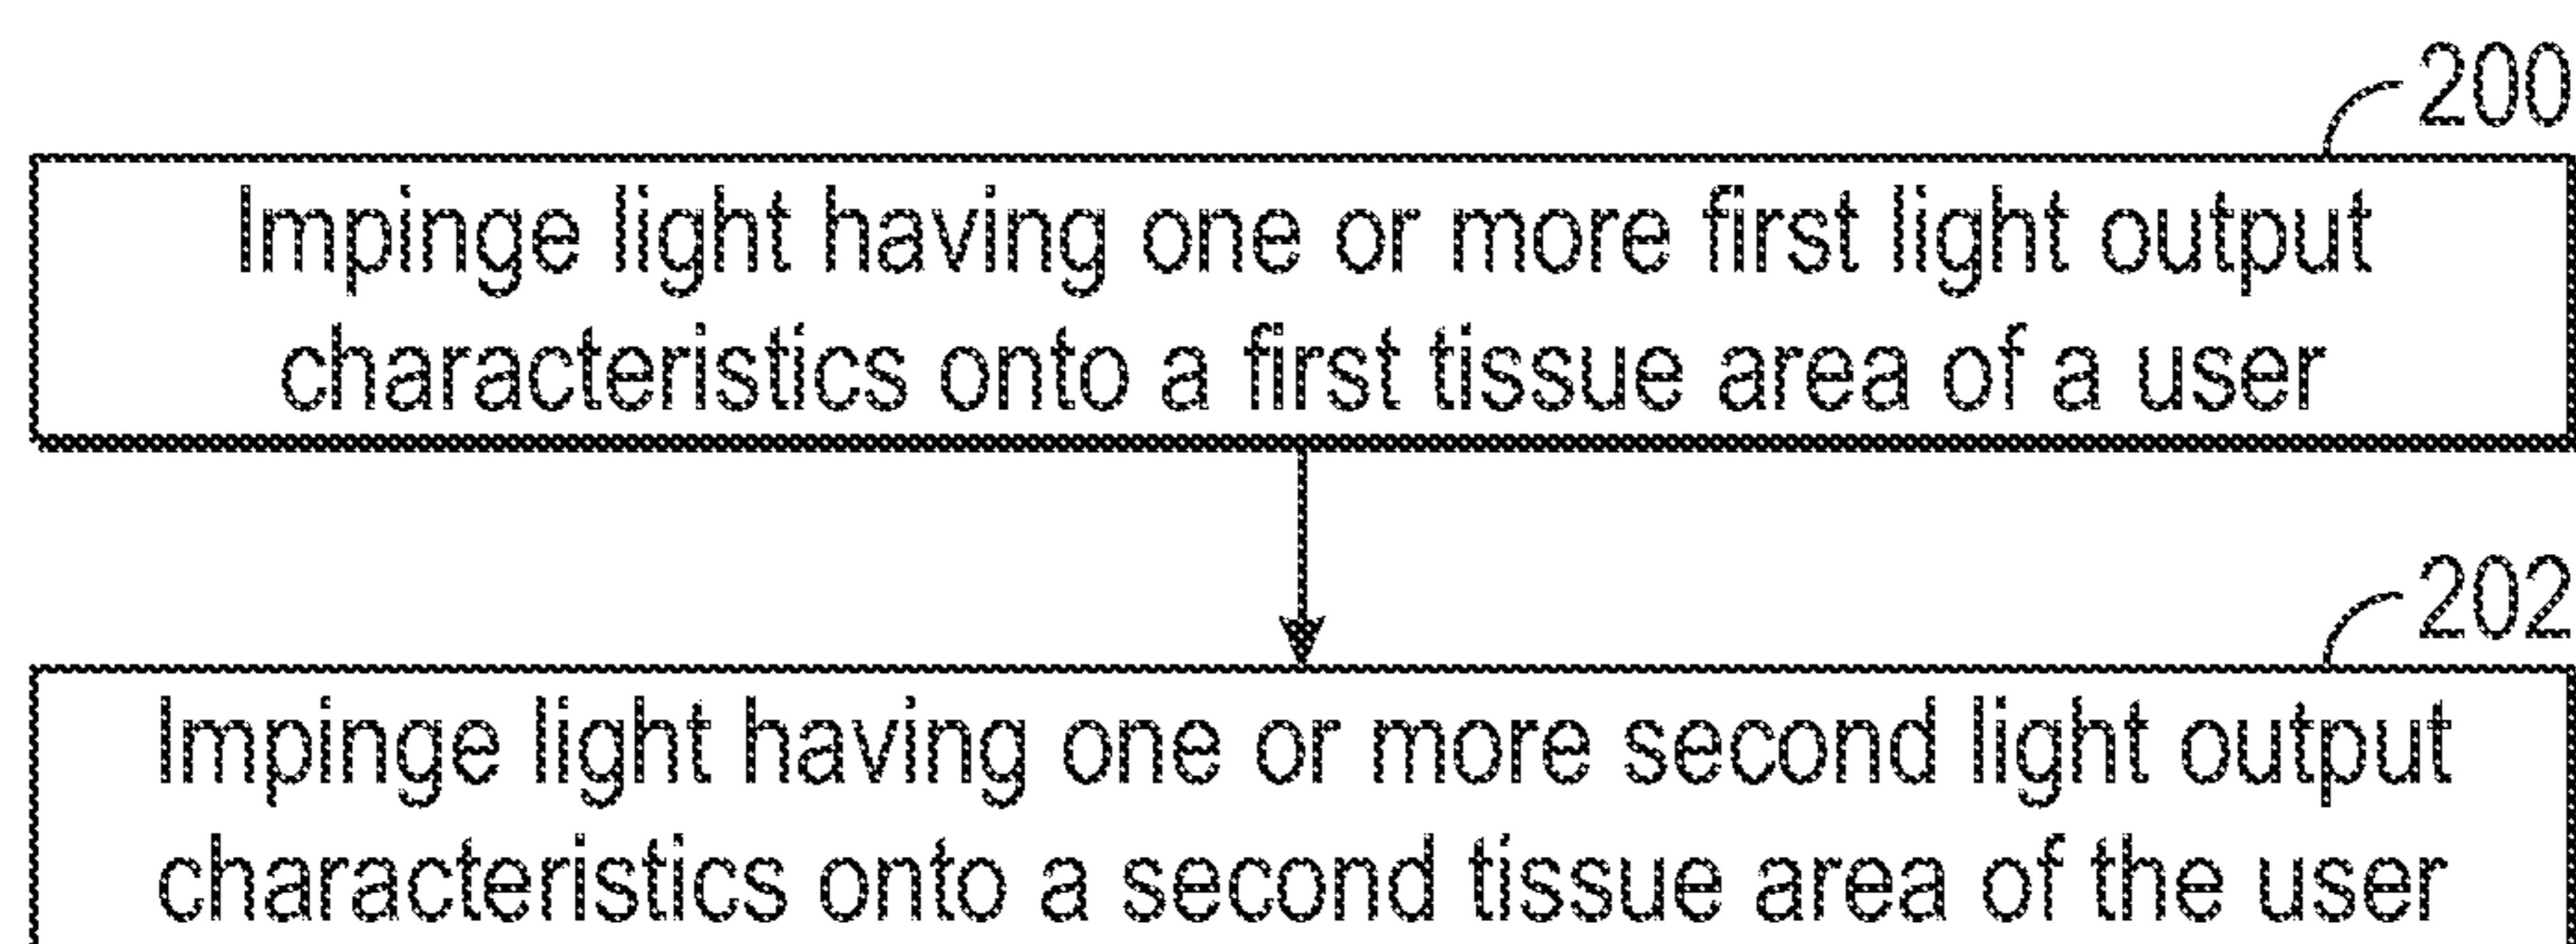 200
Impinge light having one or more first light output
characteristics onto a first tissue area of a user
202
Impinge light having one or more second light output
characteristics onto a second tissue area of the user